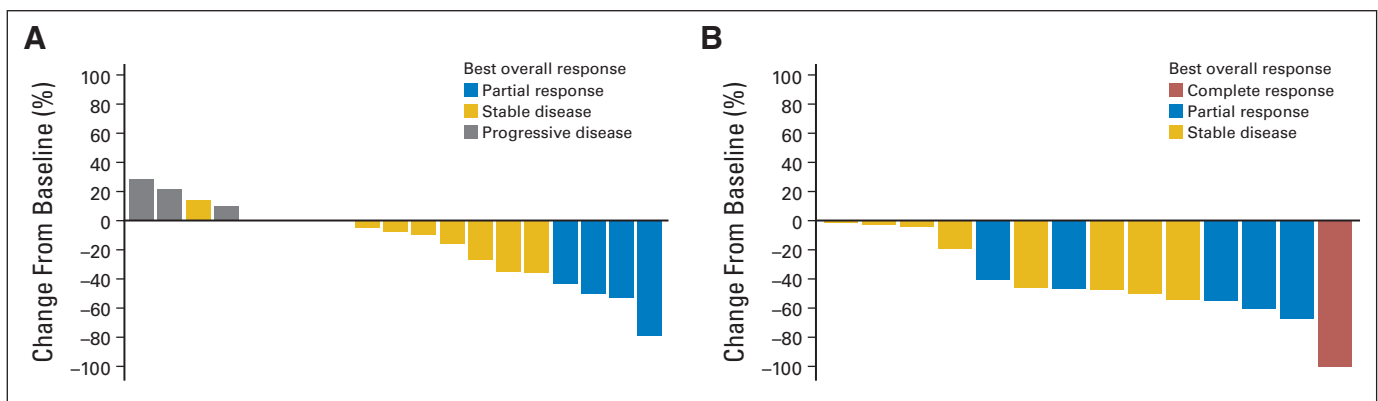 A
Change From Baseline (%)
100
80
60
40
20
0
–20
–40
–60
–80
–100
Best overall response
Partial response
Stable disease
Progressive disease
B
Change From Baseline (%)
100
80
60
40
20
0
–20
–40
–60
–80
–100
Best overall response
Complete response
Partial response
Stable disease